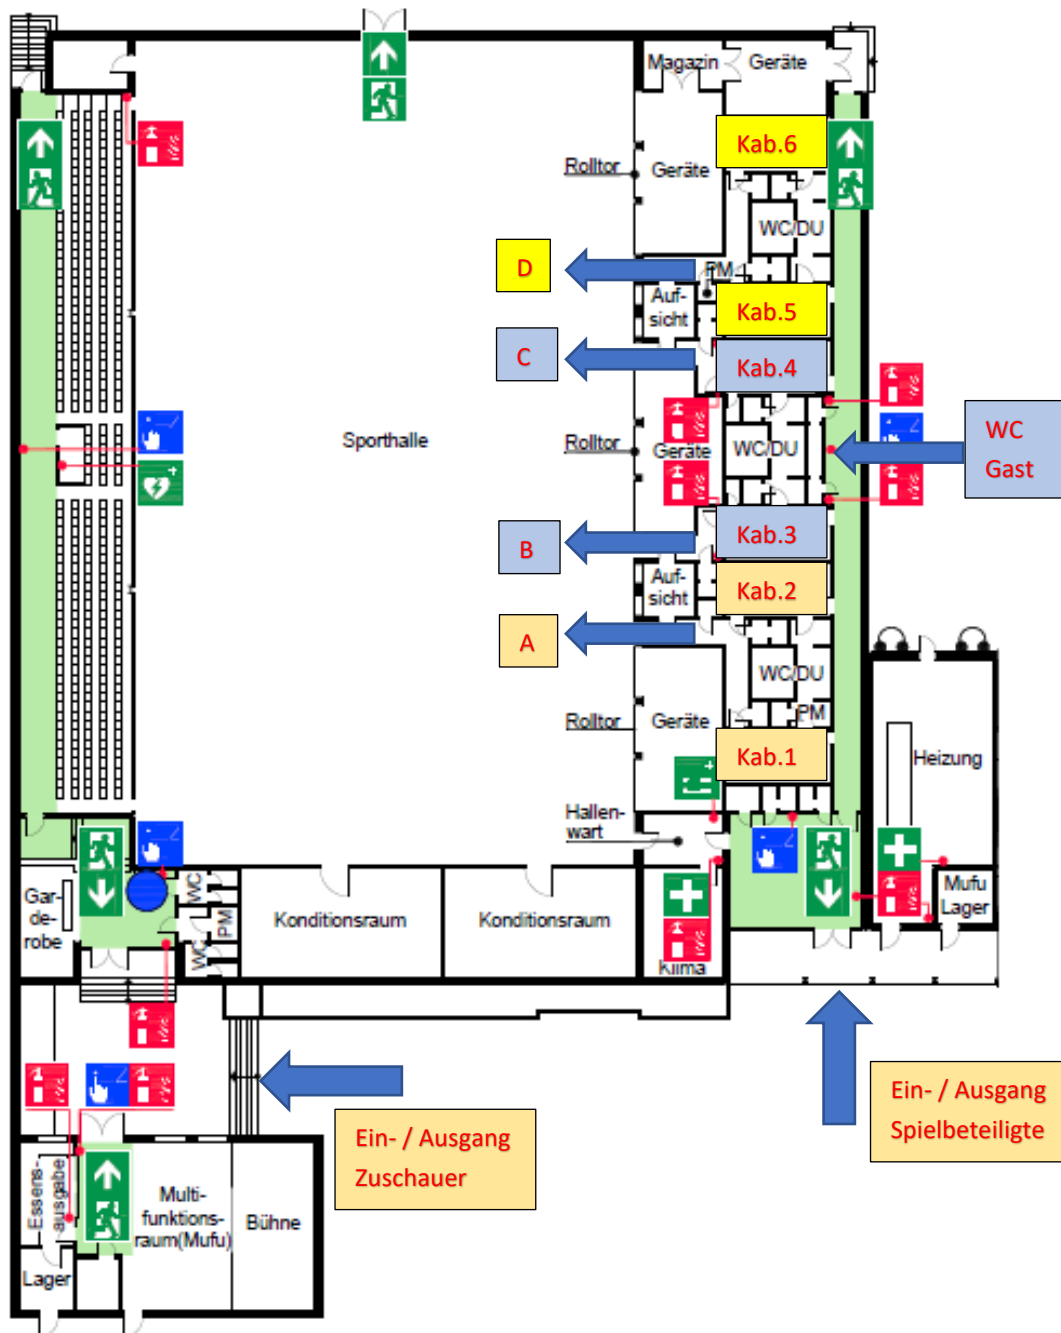 Magazin
Geräte
Kab.6
Rolltor
Geräte
WC/DU
D
PM
Auf-
sicht
Kab.5
C
Kab.4
Sporthalle
Rolltor
Geräte
WC/DU
WC
Gast
B
Kab.3
Auf-
sicht
Kab.2
A
WC/DU
PM
Rolltor
Geräte
Kab.1
Heizung
Hallen-
wart
Gar-
de-
robe
WC
PM
WC
Konditionsraum
Konditionsraum
Klima
Mufu
Lager
Ein- / Ausgang
Zuschauer
Ein- / Ausgang
Spielbeteiligte
Essens-
ausgabe
Multi-
funktions-
raum(Mufu)
Bühne
Lager